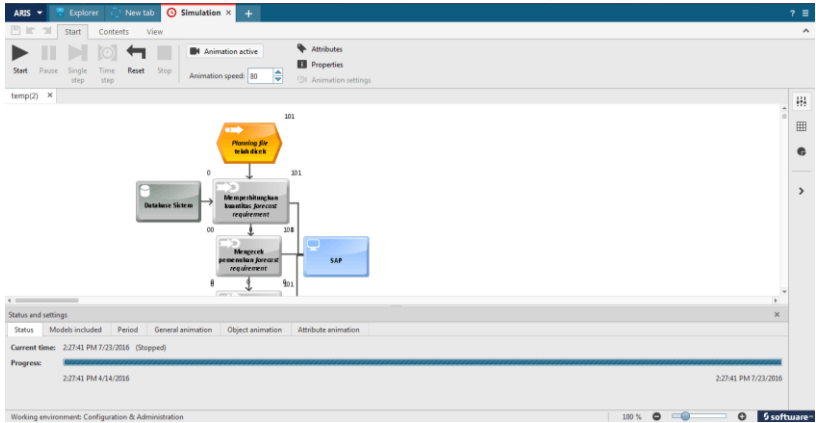 ARIS Explorer New tab Simulation × + ?
Start Contents View
Start Pause Single step Time step Reset Stop
Animation active
Animation speed: 80
Attributes
Properties
Animation settings
temp(2) ×
101
Planning file
telah dicek
0 101
Database Sistem
Memperhitungkan
kuantitas forecast
requirement
00
Mengecek
pemenuhan forecast
requirement
SAP
Status and settings ×
Status Models included Period General animation Object animation Attribute animation
Current time: 2:27:41 PM 7/23/2016 (Stopped)
Progress:
2:27:41 PM 4/14/2016 2:27:41 PM 7/23/2016
Working environment: Configuration & Administration 100 % software